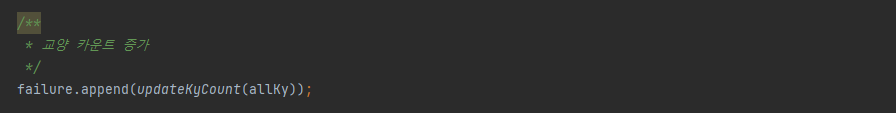 /**
* 교양 카운트 증가
*/
failure.append(updateKyCount(allKy));